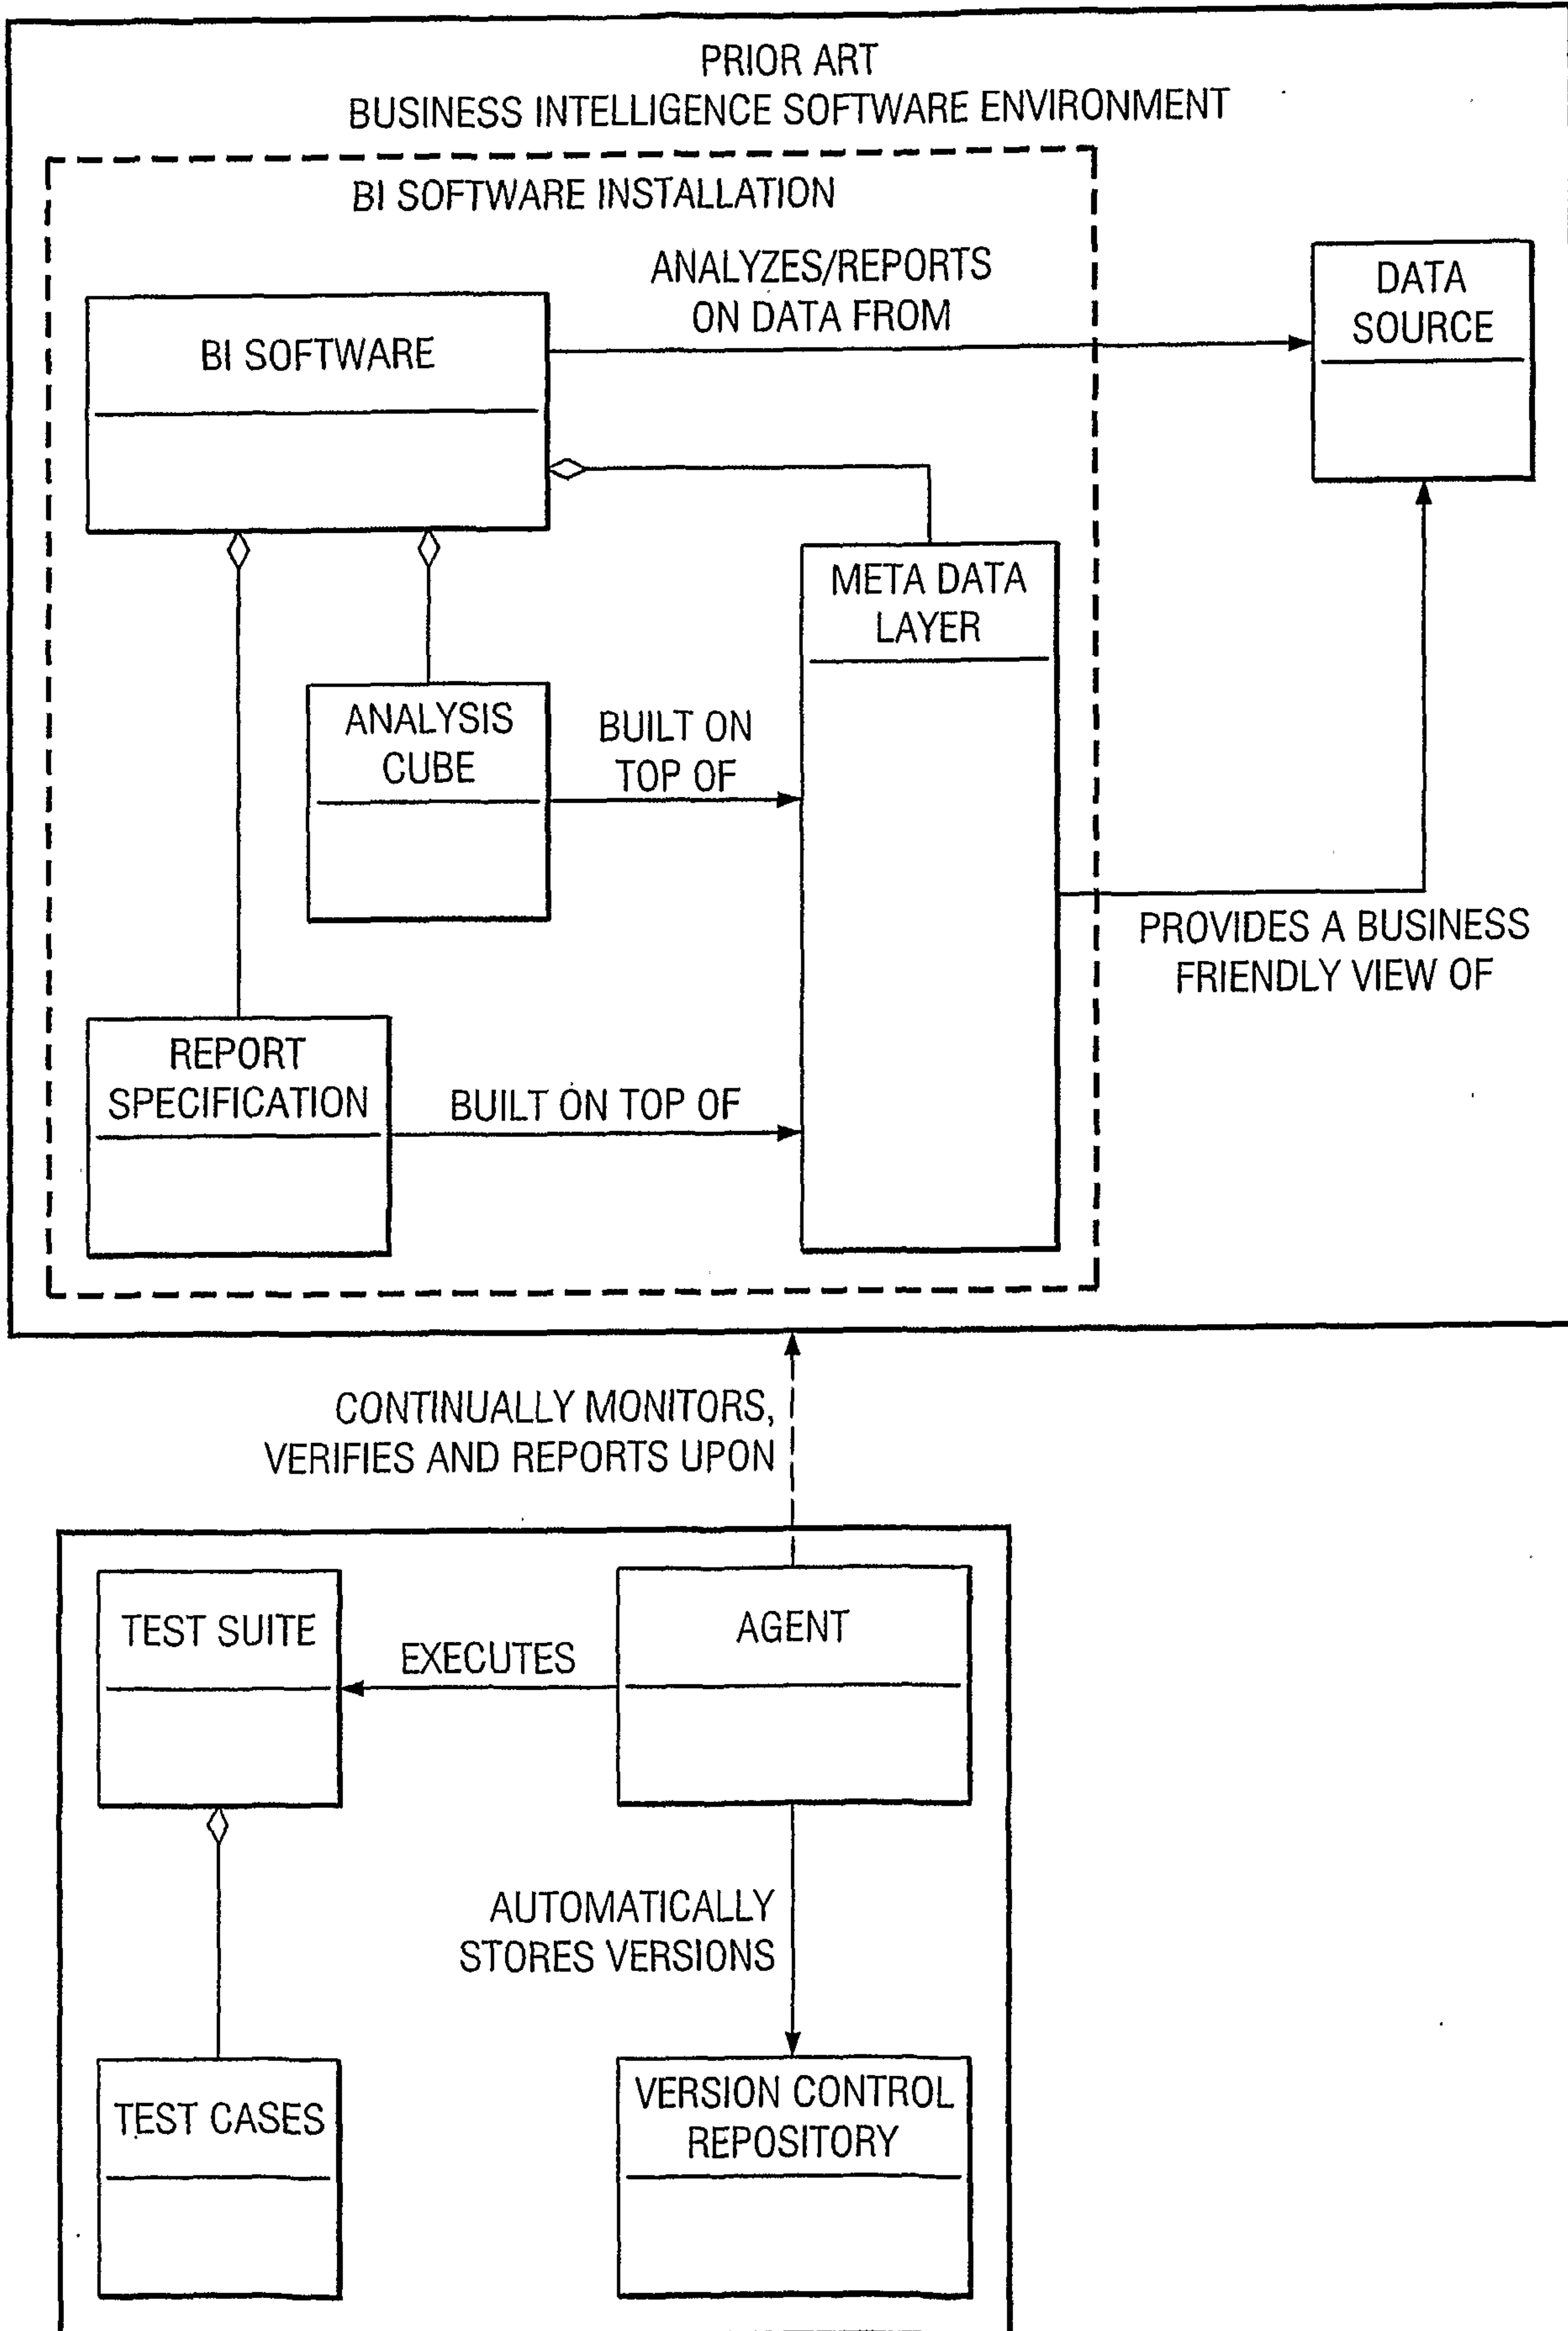 PRIOR ART
BUSINESS INTELLIGENCE SOFTWARE ENVIRONMENT
BI SOFTWARE INSTALLATION
ANALYZES/REPORTS
ON DATA FROM
DATA
SOURCE
BI SOFTWARE
META DATA
LAYER
ANALYSIS
CUBE
BUILT ON
TOP OF
PROVIDES A BUSINESS
FRIENDLY VIEW OF
REPORT
SPECIFICATION
BUILT ON TOP OF
CONTINUALLY MONITORS,
VERIFIES AND REPORTS UPON
TEST SUITE
EXECUTES
AGENT
AUTOMATICALLY
STORES VERSIONS
TEST CASES
VERSION CONTROL
REPOSITORY